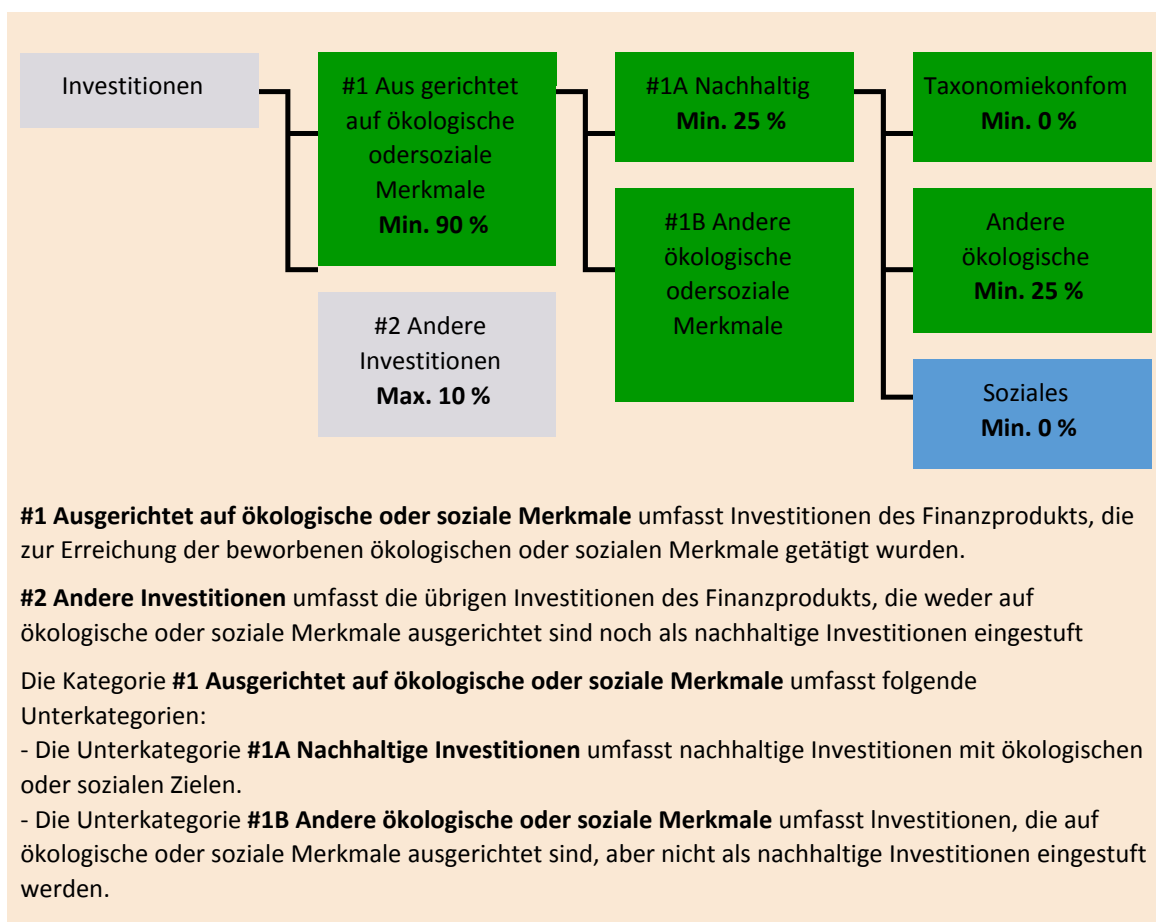 Investitionen
#1 Aus gerichtet
auf ökologische
odersoziale
Merkmale
Min. 90 %
#2 Andere
Investitionen
Max. 10 %
#1A Nachhaltig
Min. 25 %
#1B Andere
ökologische
odersoziale
Merkmale
Taxonomiekonfom
Min. 0 %
Andere
ökologische
Min. 25 %
Soziales
Min. 0 %
#1 Ausgerichtet auf ökologische oder soziale Merkmale umfasst Investitionen des Finanzprodukts, die
zur Erreichung der beworbenen ökologischen oder sozialen Merkmale getätigt wurden.
#2 Andere Investitionen umfasst die übrigen Investitionen des Finanzprodukts, die weder auf
ökologische oder soziale Merkmale ausgerichtet sind noch als nachhaltige Investitionen eingestuft
Die Kategorie #1 Ausgerichtet auf ökologische oder soziale Merkmale umfasst folgende
Unterkategorien:
- Die Unterkategorie #1A Nachhaltige Investitionen umfasst nachhaltige Investitionen mit ökologischen
oder sozialen Zielen.
- Die Unterkategorie #1B Andere ökologische oder soziale Merkmale umfasst lnvestitionen, die auf
ökologische oder soziale Merkmale ausgerichtet sind, aber nicht als nachhaltige Investitionen eingestuft
werden.